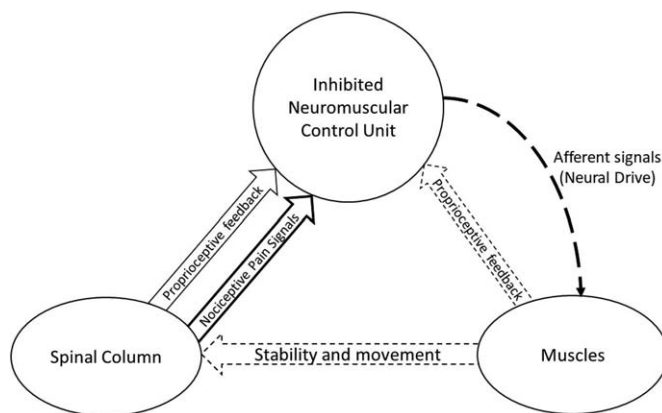 Inhibited
Neuromuscular
Control Unit
Afferent signals
(Neural Drive)
Proprioceptive feedback
Nociceptive Pain Signals
Proprioceptive feedback
Spinal Column
Stability and movement
Muscles